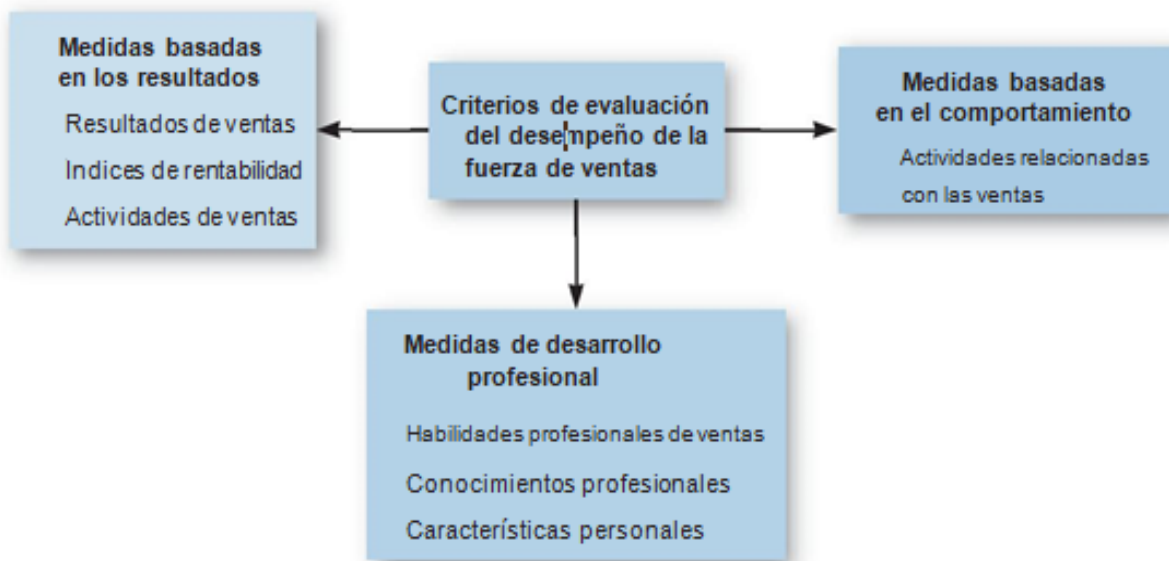 Medidas basadas
en los resultados
Resultados de ventas
Indices de rentabilidad
Actividades de ventas
Criterios de evaluación
del desempeño de la
fuerza de ventas
Medidas basadas
en el comportamiento
Actividades relacionadas
con las ventas
Medidas de desarrollo
profesional
Habilidades profesionales de ventas
Conocimientos profesionales
Características personales